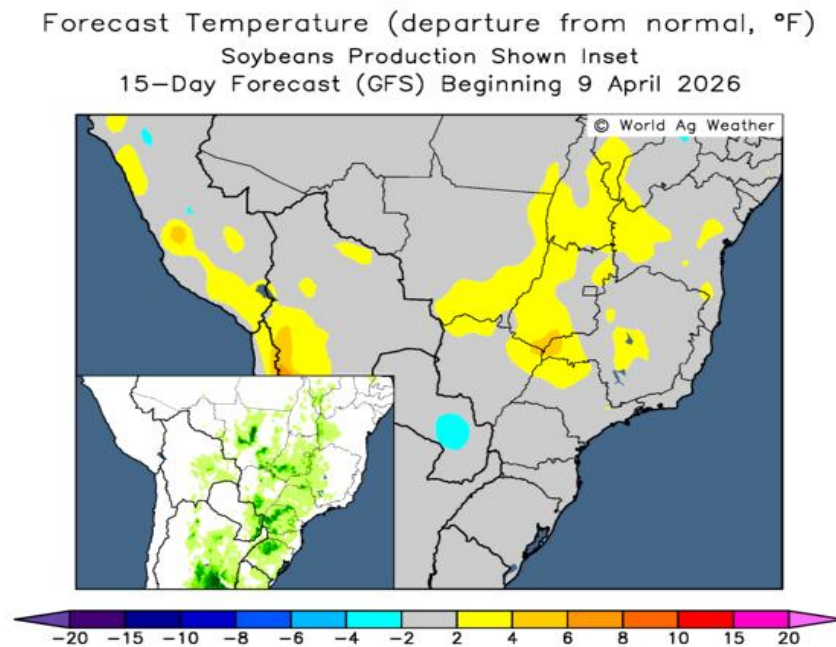 Forecast Temperature (departure from normal, °F)
Soybeans Production Shown Inset
15-Day Forecast (GFS) Beginning 9 April 2026
© World Ag Weather
-20 -15 -10 -8 -6 -4 -2 2 4 6 8 10 15 20